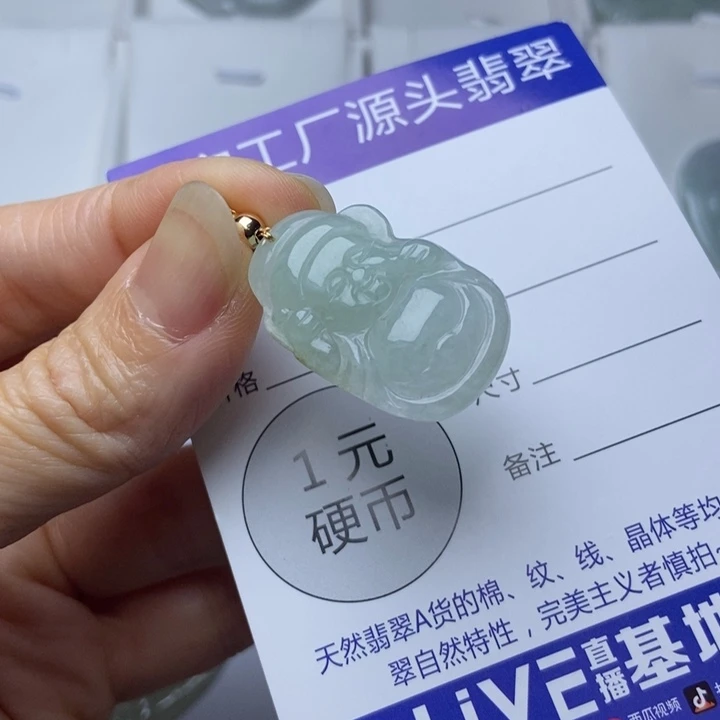 工厂源头翡翠
格
尺寸
备注
1元
硬币
天然翡翠A货的棉、纹、线、晶体等均
翠自然特性，完美主义者慎拍
LIVE直播基地
西瓜视频